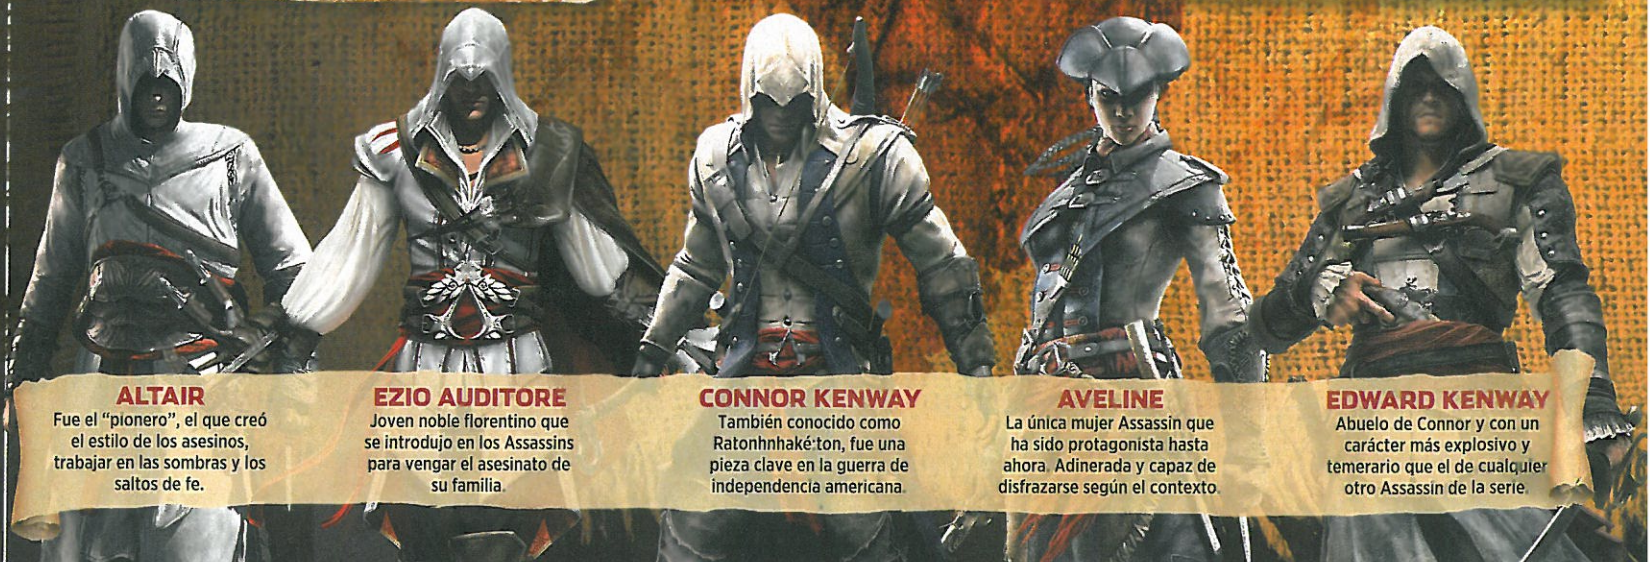 ALTAIR
Fue el “pionero”, el que creó
el estilo de los asesinos,
trabajar en las sombras y los
saltos de fe.
EZIO AUDITORE
Joven noble florentino que
se introdujo en los Assassins
para vengar el asesinato de
su familia.
CONNOR KENWAY
También conocido como
Ratonhnhaké:ton, fue una
pieza clave en la guerra de
independencia americana.
AVELINE
La única mujer Assassin que
ha sido protagonista hasta
ahora. Adinerada y capaz de
disfrazarse según el contexto.
EDWARD KENWAY
Abuelo de Connor y con un
carácter más explosivo y
temerario que el de cualquier
otro Assassin de la serie.